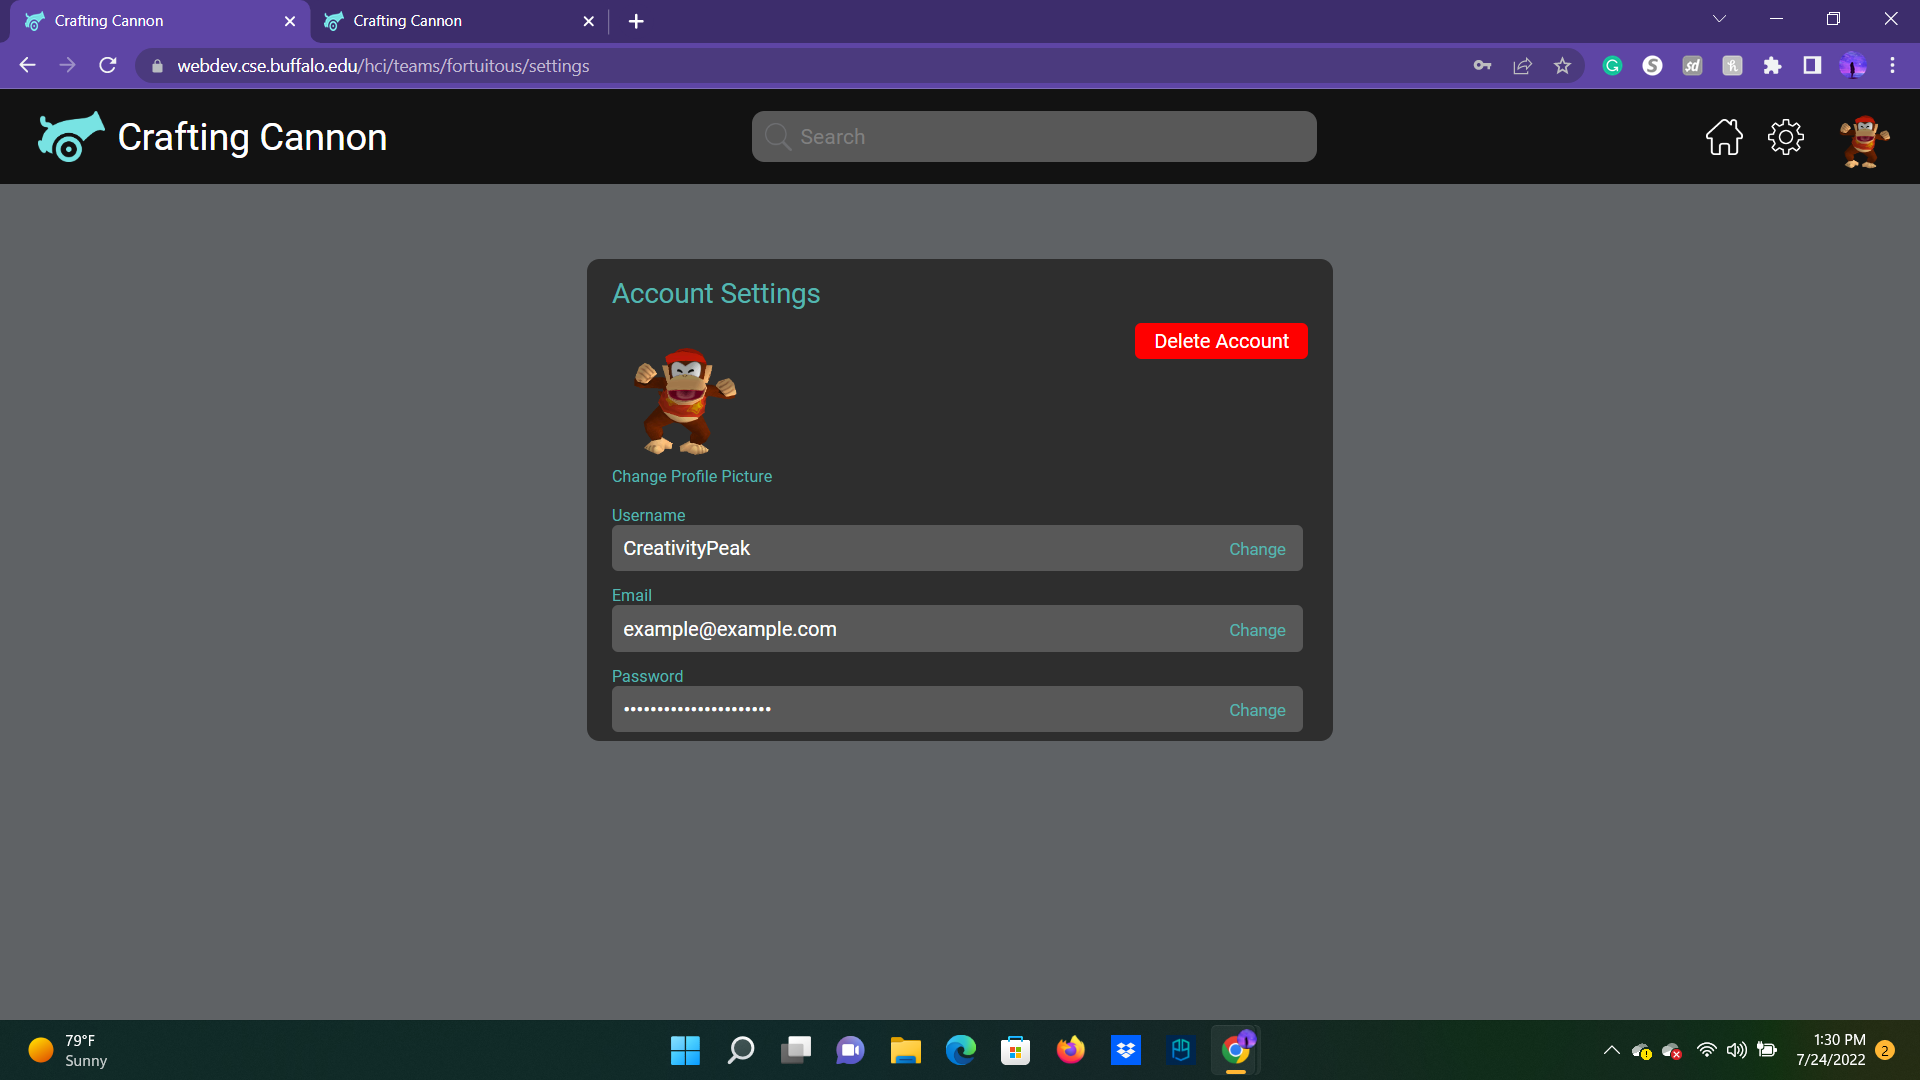 Crafting Cannon
Crafting Cannon
webdev.cse.buffalo.edu/hci/teams/fortuitous/settings
Crafting Cannon
Search
Account Settings
Delete Account
Change Profile Picture
Username
CreativityPeak Change
Email
example@example.com Change
Password
•••••••••••••••••••••• Change
79°F
Sunny
1:30 PM
7/24/2022
2